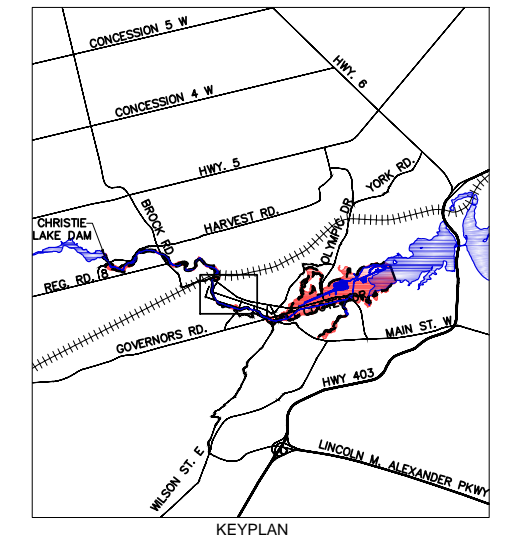 CONCESSION 5 W
HWY. 6
CONCESSION 4 W
HWY. 5
YORK RD.
BROCK RD.
HARVEST RD.
OLYMPIC DR
CHRISTIE
LAKE DAM
REG. RD. 8
GOVERNORS RD.
MAIN ST. W
HWY 403
WILSON ST. E
LINCOLN M. ALEXANDER PKWY
KEYPLAN